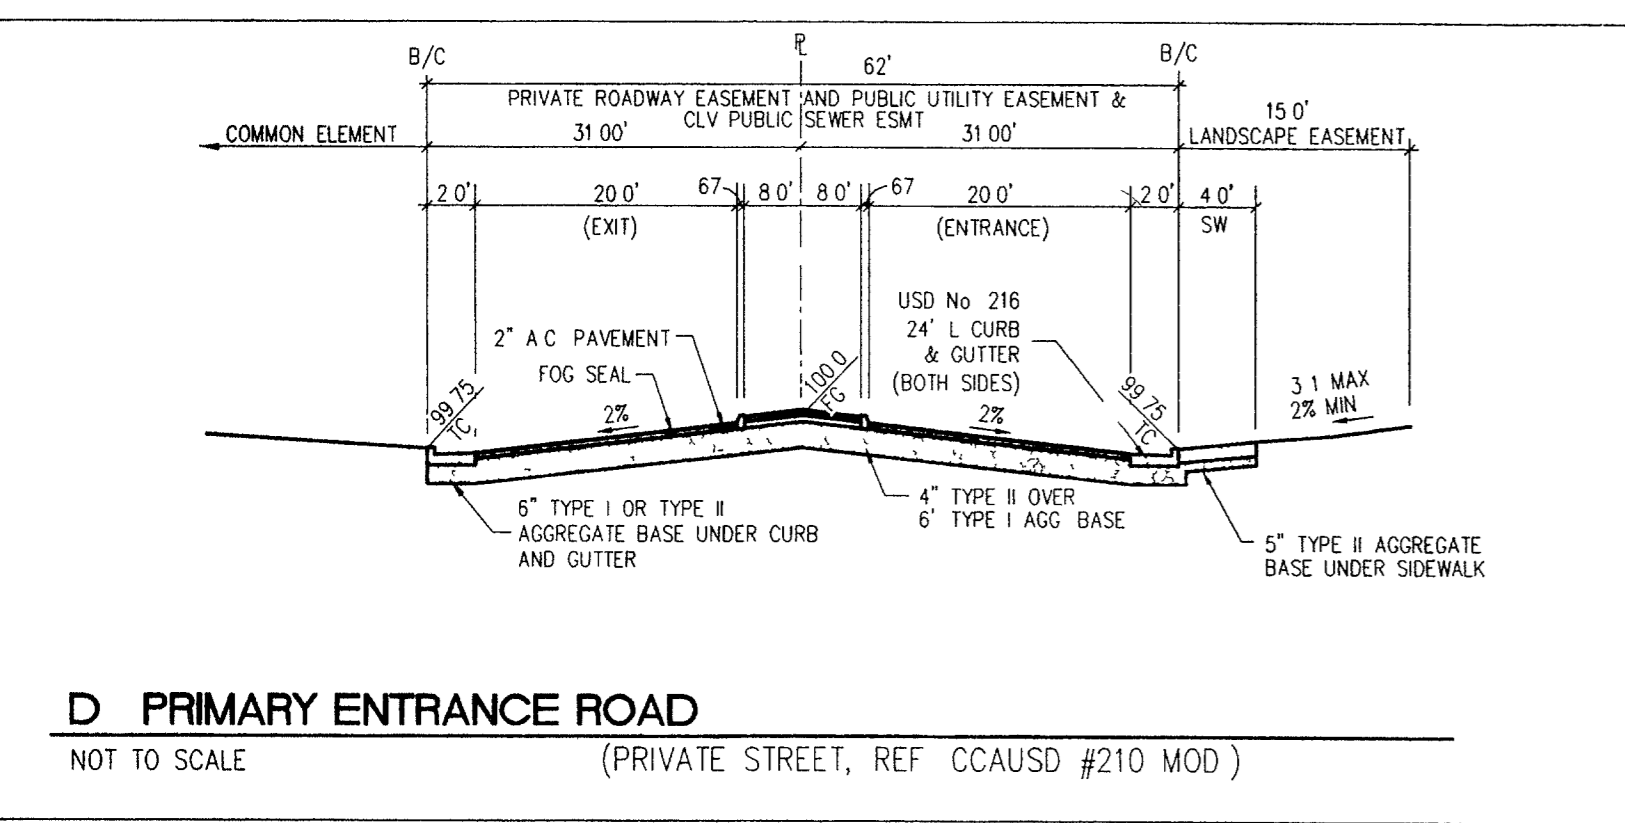 B/C
PL
B/C
62'
PRIVATE ROADWAY EASEMENT AND PUBLIC UTILITY EASEMENT &
CLV PUBLIC SEWER ESMT
COMMON ELEMENT
31 00'
31 00'
15 0'
LANDSCAPE EASEMENT
2 0'
20 0'
67
8 0'
8 0'
67
20 0'
2 0'
4 0'
(EXIT)
(ENTRANCE)
SW
USD No 216
24' L CURB
& GUTTER
(BOTH SIDES)
2" A C PAVEMENT
FOG SEAL
99 75
TC
2%
100.0
FG
2%
99 75
TC
3 1 MAX
2% MIN
6" TYPE I OR TYPE II
AGGREGATE BASE UNDER CURB
AND GUTTER
4" TYPE II OVER
6' TYPE I AGG BASE
5" TYPE II AGGREGATE
BASE UNDER SIDEWALK
D PRIMARY ENTRANCE ROAD
NOT TO SCALE
(PRIVATE STREET, REF CCAUSD #210 MOD )